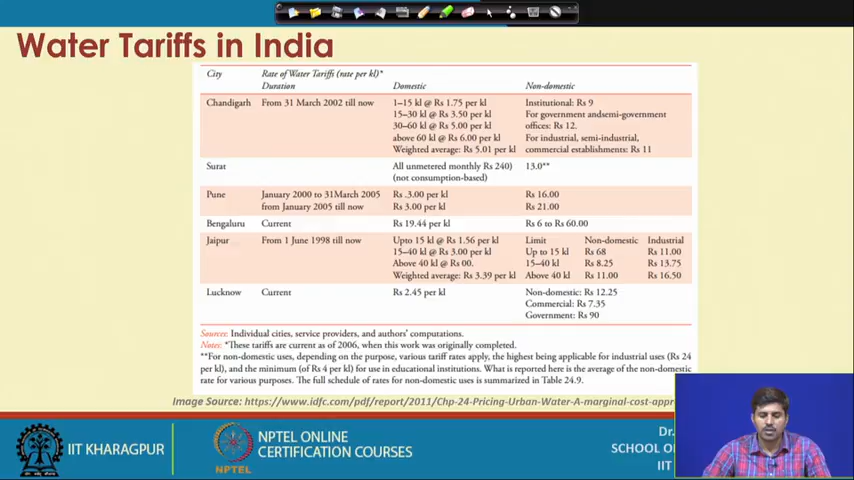 Water Tariffs in India
City Rate of Water Tariffs (rate per kl)*
Duration Domestic Non-domestic
Chandigarh From 31 March 2002 till now 1–15 kl @ Rs 1.75 per kl Institutional: Rs 9
15–30 kl @ Rs 3.50 per kl For government andsemi-government
30–60 kl @ Rs 5.00 per kl offices: Rs 12.
above 60 kl @ Rs 6.00 per kl For industrial, semi-industrial,
Weighted average: Rs 5.01 per kl commercial establishments: Rs 11
Surat All unmetered monthly Rs 240) 13.0**
(not consumption-based)
Pune January 2000 to 31March 2005 Rs .3.00 per kl Rs 16.00
from January 2005 till now Rs 3.00 per kl Rs 21.00
Bengaluru Current Rs 19.44 per kl Rs 6 to Rs 60.00
Jaipur From 1 June 1998 till now Upto 15 kl @ Rs 1.56 per kl Limit Non-domestic Industrial
15–40 kl @ Rs 3.00 per kl Up to 15 kl Rs 68 Rs 11.00
Above 40 kl @ Rs 00. 15–40 kl Rs 8.25 Rs 13.75
Weighted average: Rs 3.39 per kl Above 40 kl Rs 11.00 Rs 16.50
Lucknow Current Rs 2.45 per kl Non-domestic: Rs 12.25
Commercial: Rs 7.35
Government: Rs 90
Sources: Individual cities, service providers, and authors' computations.
Notes: *These tariffs are current as of 2006, when this work was originally completed.
**For non-domestic uses, depending on the purpose, various tariff rates apply, the highest being applicable for industrial uses (Rs 24
per kl), and the minimum (of Rs 4 per kl) for use in educational institutions. What is reported here is the average of the non-domestic
rate for various purposes. The full schedule of rates for non-domestic uses is summarized in Table 24.9.
Image Source: https://www.idfc.com/pdf/report/2011/Chp-24-Pricing-Urban-Water-A-marginal-cost-appr
IIT KHARAGPUR
NPTEL
NPTEL ONLINE
CERTIFICATION COURSES
Dr.
SCHOOL OF
IIT